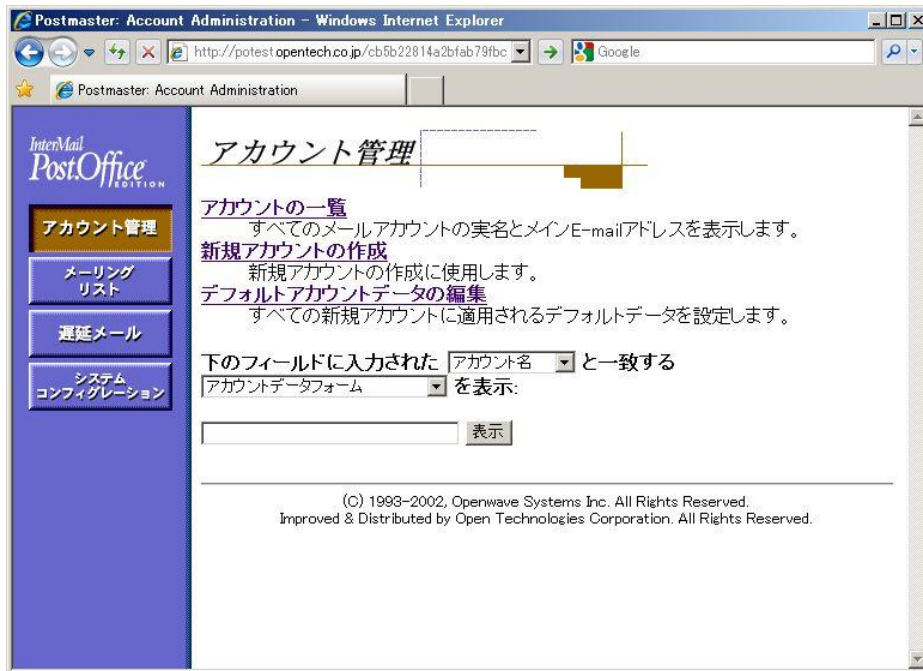 Postmaster: Account Administration - Windows Internet Explorer
http://potest.opentech.co.jp/cb5b22814a2bfab79fbc
Google
Postmaster: Account Administration
InterMail
Post.Office
EDITION
アカウント管理
メーリング
リスト
遅延メール
システム
コンフィグレーション
アカウント管理
アカウントの一覧
すべてのメールアカウントの実名とメインE-mailアドレスを表示します。
新規アカウントの作成
新規アカウントの作成に使用します。
デフォルトアカウントデータの編集
すべての新規アカウントに適用されるデフォルトデータを設定します。
下のフィールドに入力された アカウント名 と一致する
アカウントデータフォーム を表示:
表示
(C) 1993-2002, Openwave Systems Inc. All Rights Reserved.
Improved & Distributed by Open Technologies Corporation. All Rights Reserved.